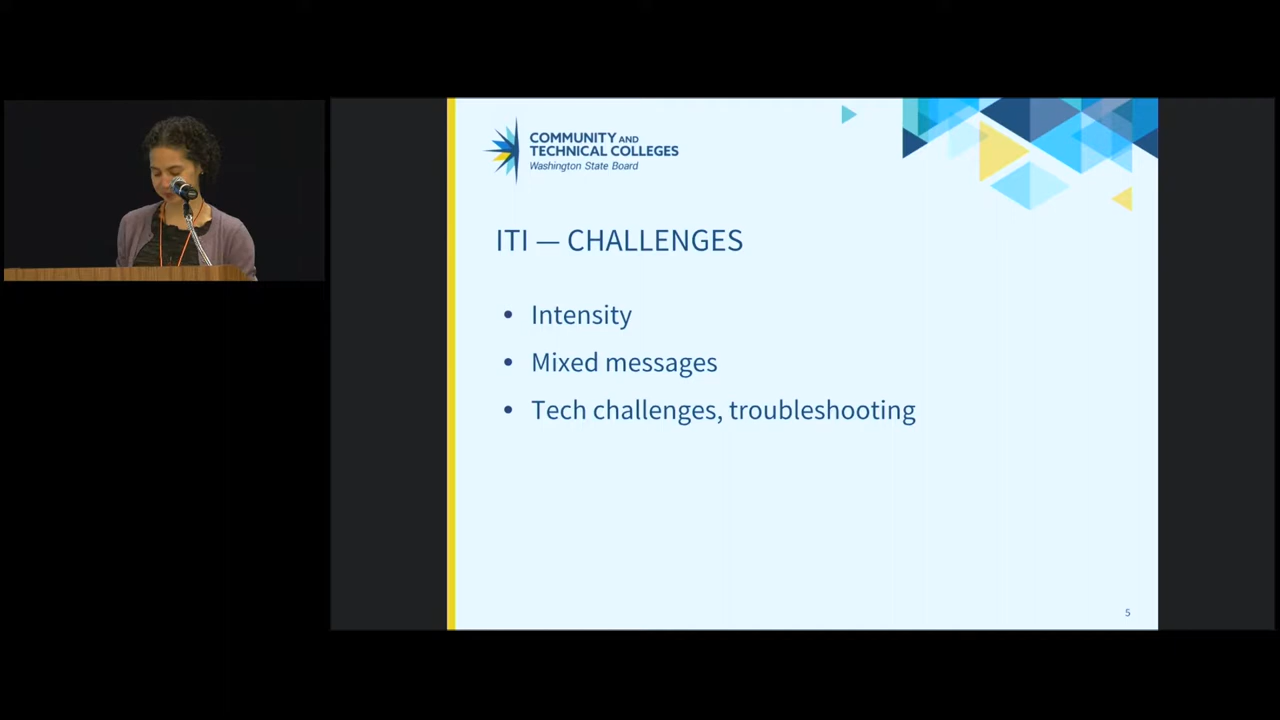 COMMUNITY AND
TECHNICAL COLLEGES
Washington State Board
ITI — CHALLENGES
• Intensity
• Mixed messages
• Tech challenges, troubleshooting
5